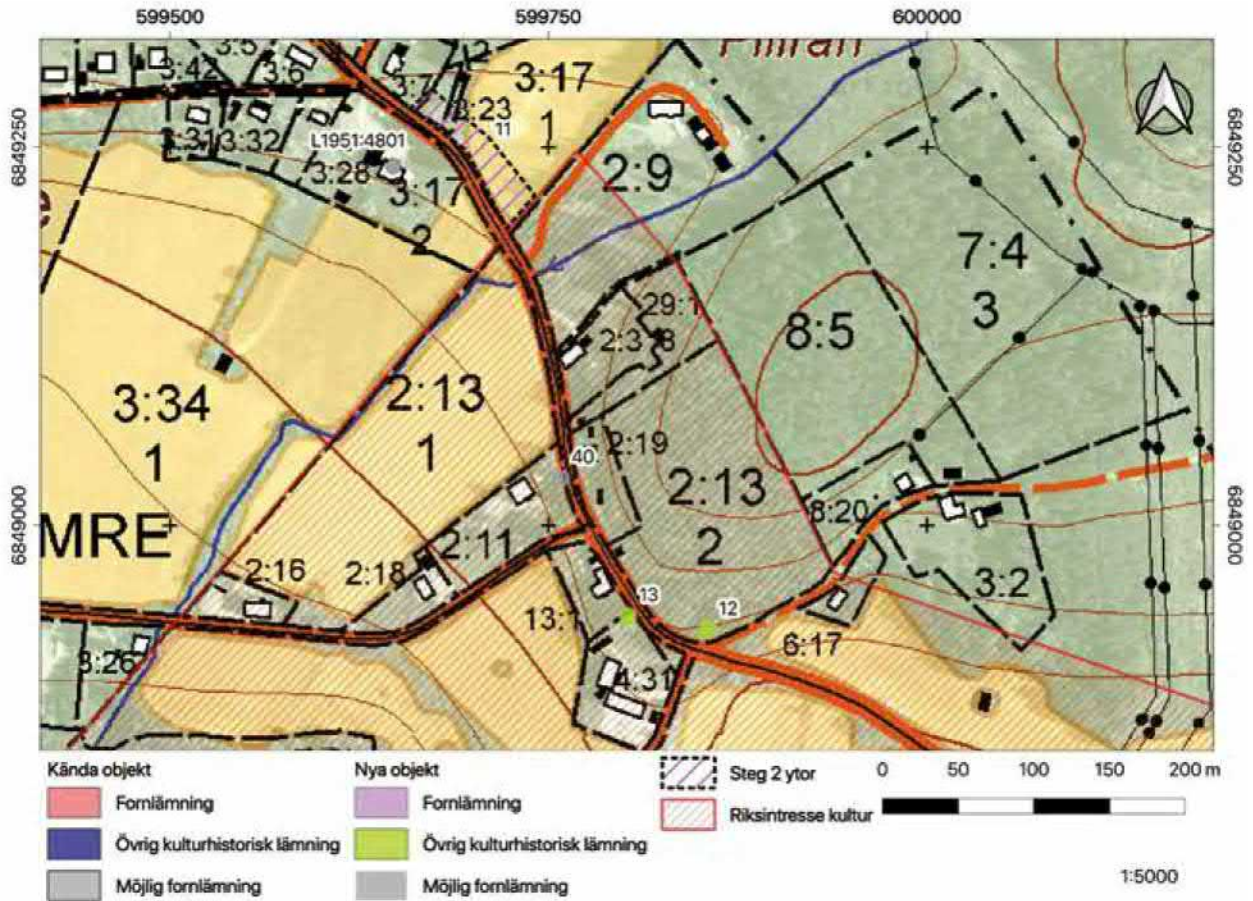 599500 599750 600000
Pillran
3:5 2 3:17
3:42 3:6 3:7
1
3:23
11
6849250 6849250
3:31 3:32 L1951:4801
3:28 3:17
2
2:9
7:4
3
29:1
2:3 8
8:5
3:34
1
2:13
1
2:19
40
2:13
2
8:20
MRE
2:11
6849000 6849000
2:16 2:18
3:2
13:1 13 12
6:17
3:26
4:31
Kända objekt
Fornlämning
Övrig kulturhistorisk lämning
Möjlig fornlämning
Nya objekt
Fornlämning
Övrig kulturhistorisk lämning
Möjlig fornlämning
Steg 2 ytor
Riksintresse kultur
0 50 100 150 200 m
1:5000